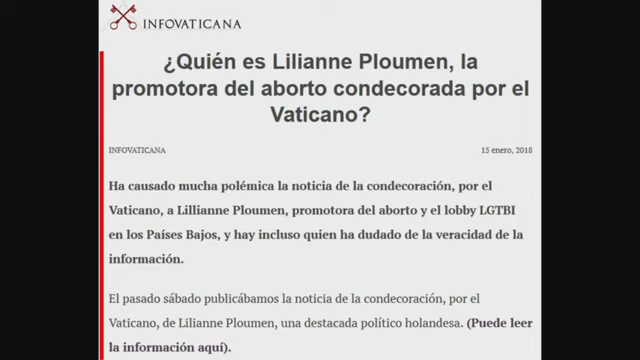 INFOVATICANA
¿Quién es Lilianne Ploumen, la
promotora del aborto condecorada por el
Vaticano?
INFOVATICANA
15 enero, 2018
Ha causado mucha polémica la noticia de la condecoración, por el
Vaticano, a Lillianne Ploumen, promotora del aborto y el lobby LGTBI
en los Países Bajos, y hay incluso quien ha dudado de la veracidad de la
información.
El pasado sábado publicábamos la noticia de la condecoración, por el
Vaticano, de Lilianne Ploumen, una destacada político holandesa. (Puede leer
la información aquí).